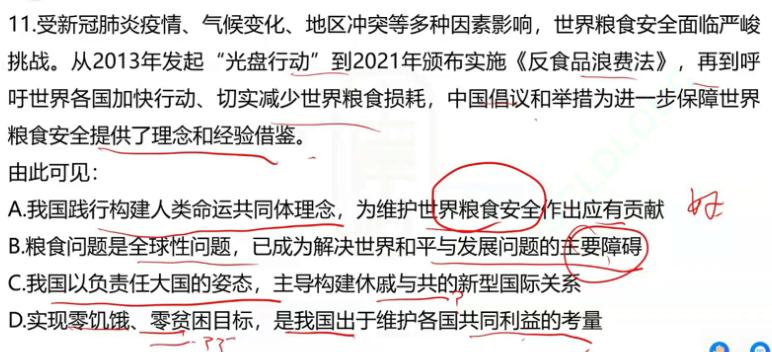 11.受新冠肺炎疫情、气候变化、地区冲突等多种因素影响，世界粮食安全面临严峻
挑战。从2013年发起“光盘行动”到2021年颁布实施《反食品浪费法》，再到呼
吁世界各国加快行动、切实减少世界粮食损耗，中国倡议和举措为进一步保障世界
粮食安全提供了理念和经验借鉴。
由此可见：
A.我国践行构建人类命运共同体理念，为维护世界粮食安全作出应有贡献
好
B.粮食问题是全球性问题，已成为解决世界和平与发展问题的主要障碍
C.我国以负责任大国的姿态，主导构建休戚与共的新型国际关系
?
D.实现零饥饿、零贫困目标，是我国出于维护各国共同利益的考量
??